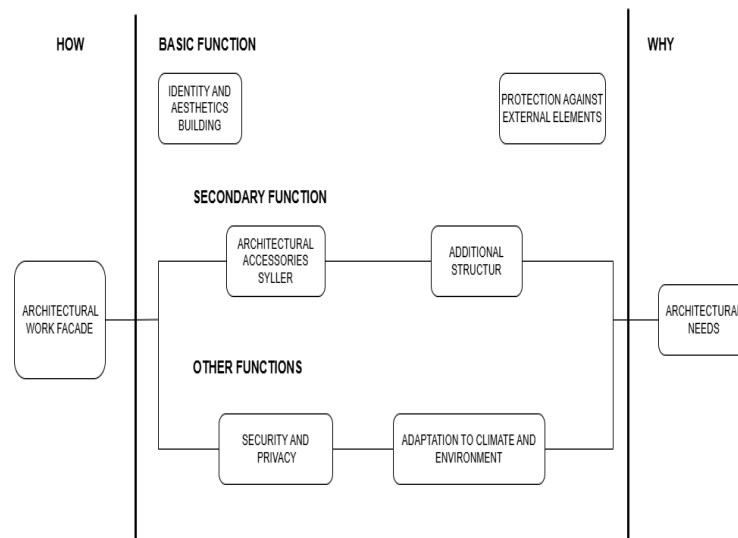 HOW
BASIC FUNCTION
WHY
IDENTITY AND
AESTHETICS
BUILDING
PROTECTION AGAINST
EXTERNAL ELEMENTS
SECONDARY FUNCTION
ARCHITECTURAL
ACCESSORIES
SYLLER
ADDITIONAL
STRUCTUR
ARCHITECTURAL
WORK FACADE
ARCHITECTURAL
NEEDS
OTHER FUNCTIONS
SECURITY AND
PRIVACY
ADAPTATION TO CLIMATE AND
ENVIRONMENT